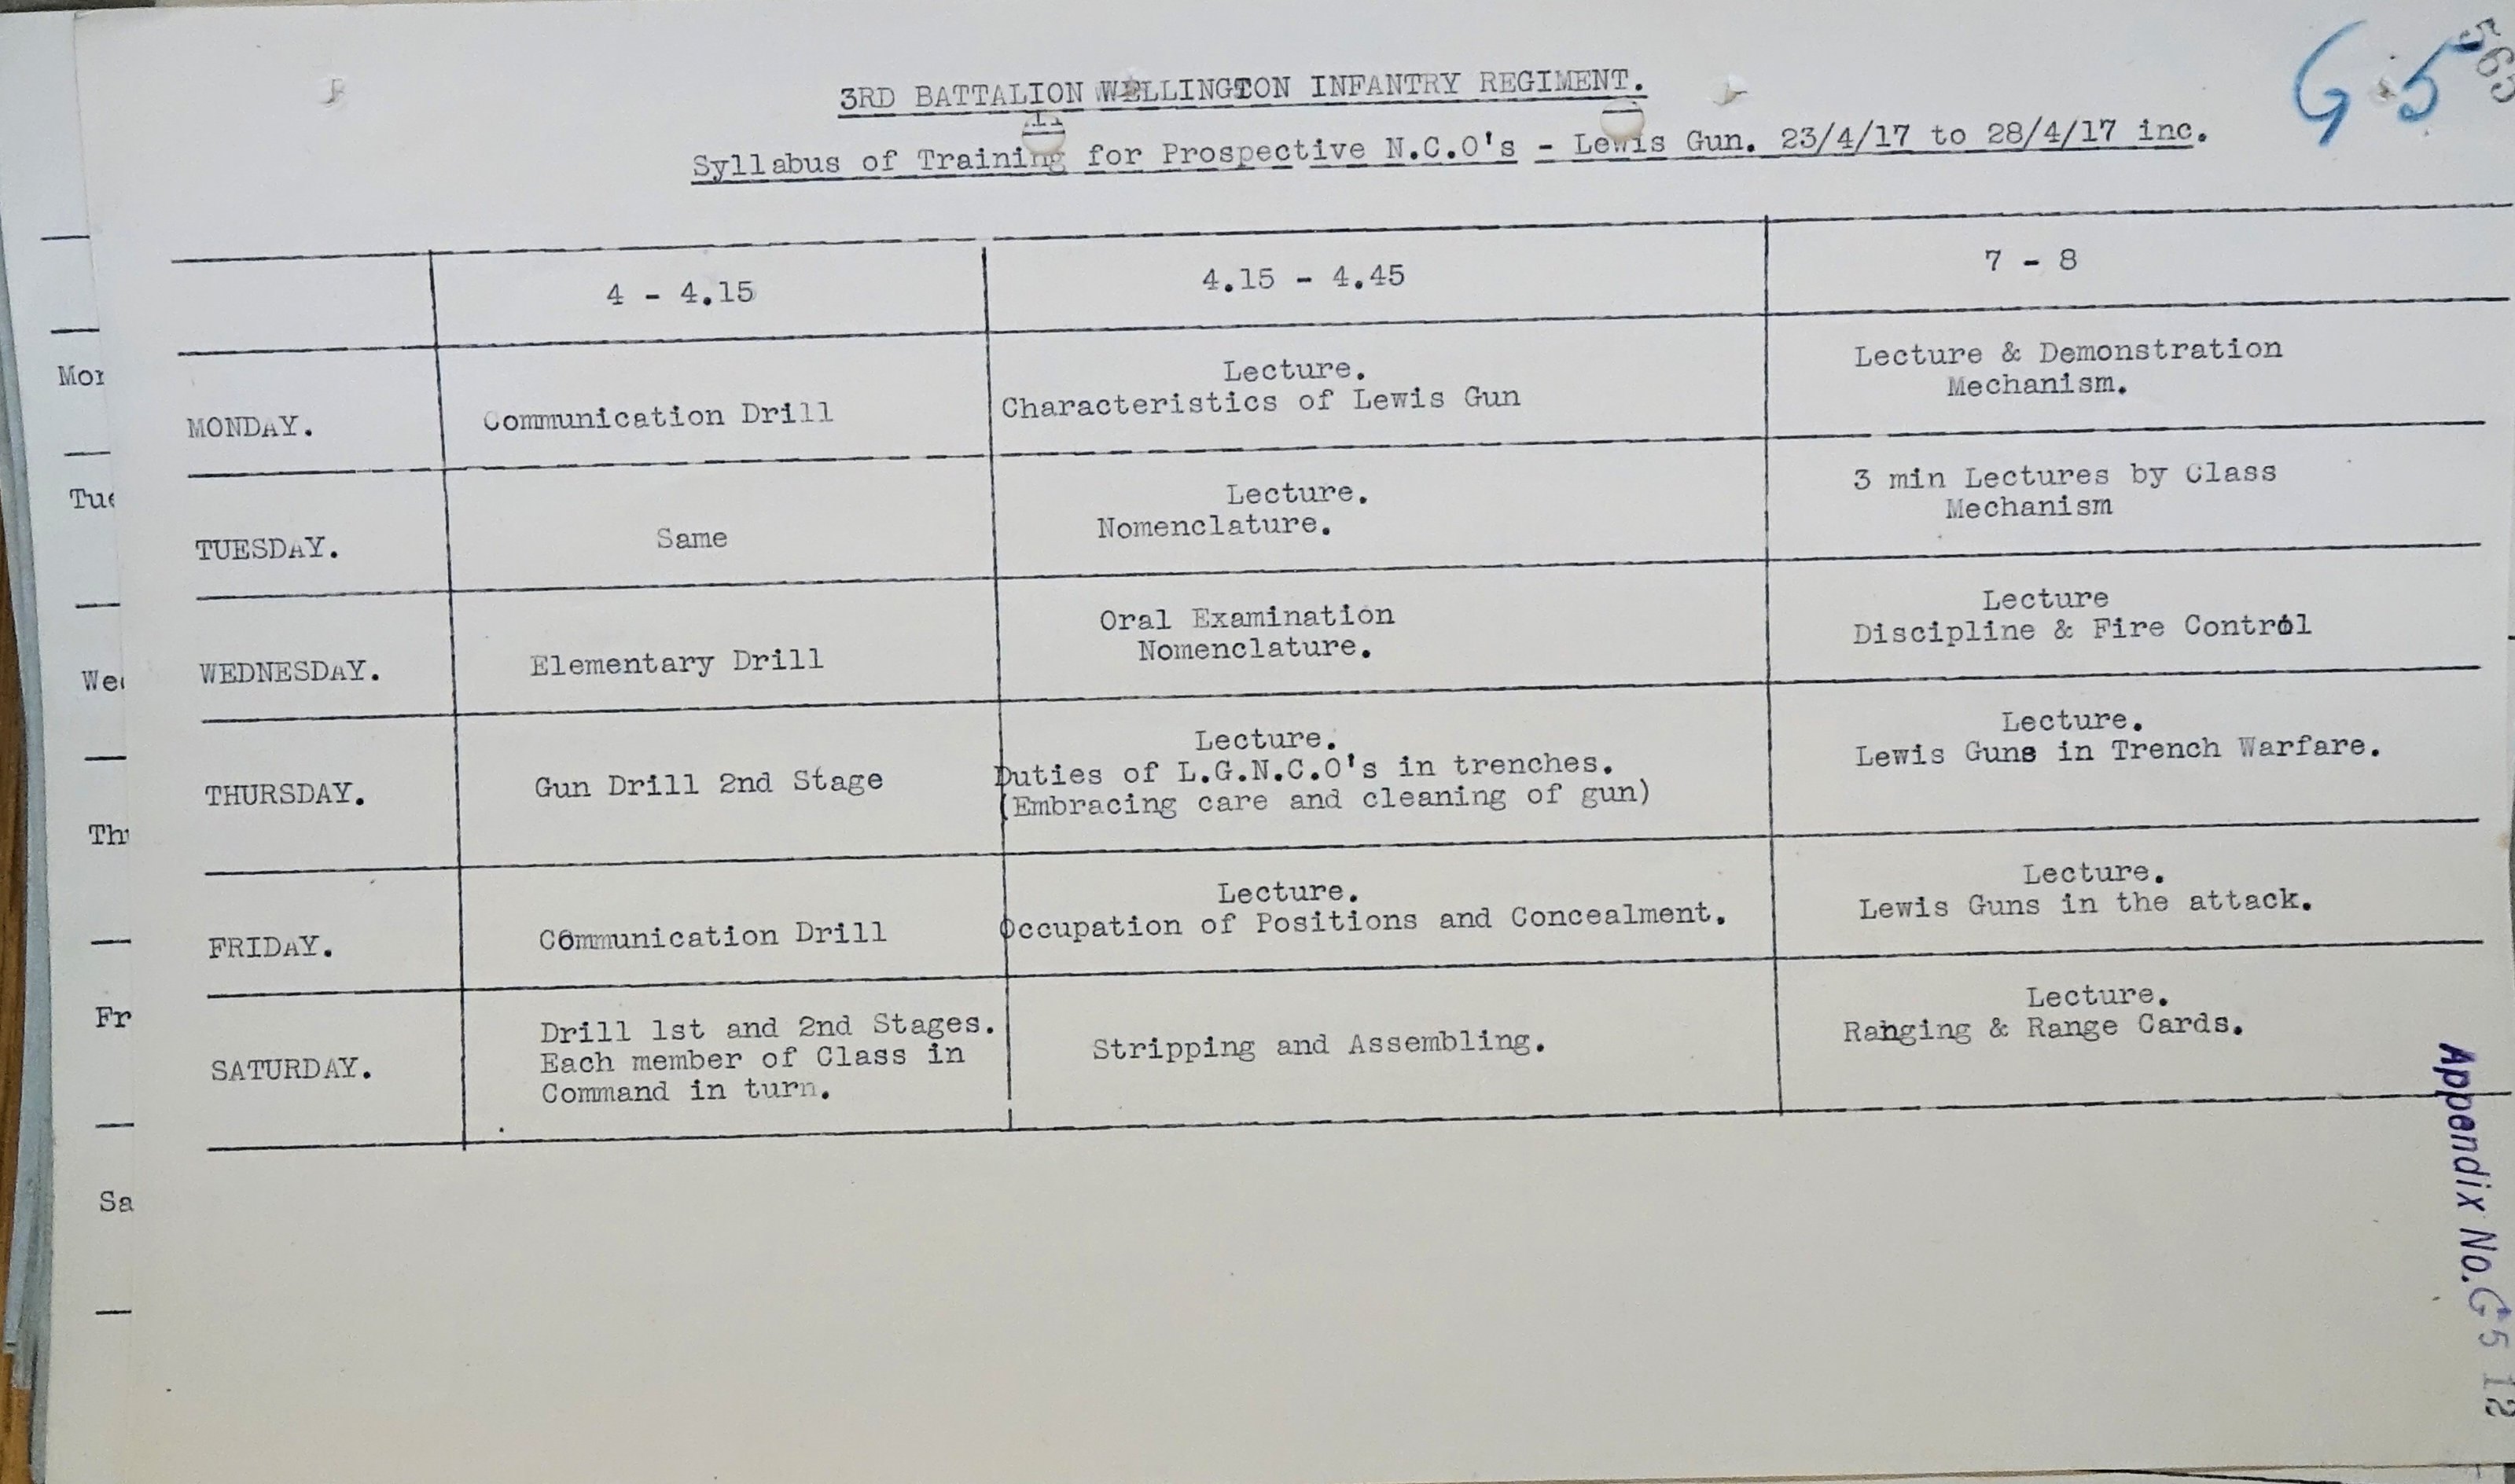 3RD BATTALION WELLINGTON INFANTRY REGIMENT.
G.5
Syllabus of Training for Prospective N.C.O's - Lewis Gun. 23/4/17 to 28/4/17 inc.
4 - 4.15
4.15 - 4.45
7 - 8
MONDAY.
Communication Drill
Lecture.
Characteristics of Lewis Gun
Lecture & Demonstration
Mechanism.
TUESDAY.
Same
Lecture.
Nomenclature.
3 min Lectures by Class
Mechanism
WEDNESDAY.
Elementary Drill
Oral Examination
Nomenclature.
Lecture
Discipline & Fire Control
THURSDAY.
Gun Drill 2nd Stage
Lecture.
Duties of L.G.N.C.O's in trenches.
(Embracing care and cleaning of gun)
Lecture.
Lewis Guns in Trench Warfare.
FRIDAY.
Communication Drill
Lecture.
Occupation of Positions and Concealment.
Lecture.
Lewis Guns in the attack.
SATURDAY.
Drill 1st and 2nd Stages.
Each member of Class in
Command in turn.
Stripping and Assembling.
Lecture.
Ranging & Range Cards.
Appendix No. G5
12
Mon
Tue
Wed
Thu
Fr
Sa